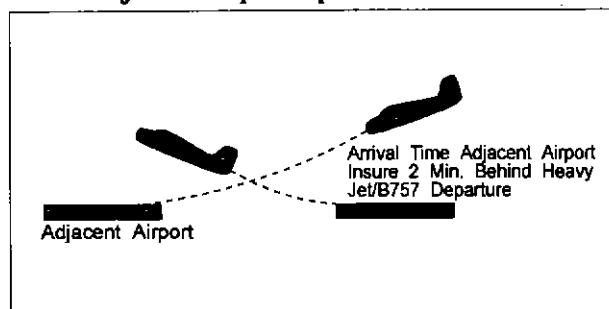 Arrival Time Adjacent Airport
Insure 2 Min. Behind Heavy
Jet/B757 Departure
Adjacent Airport